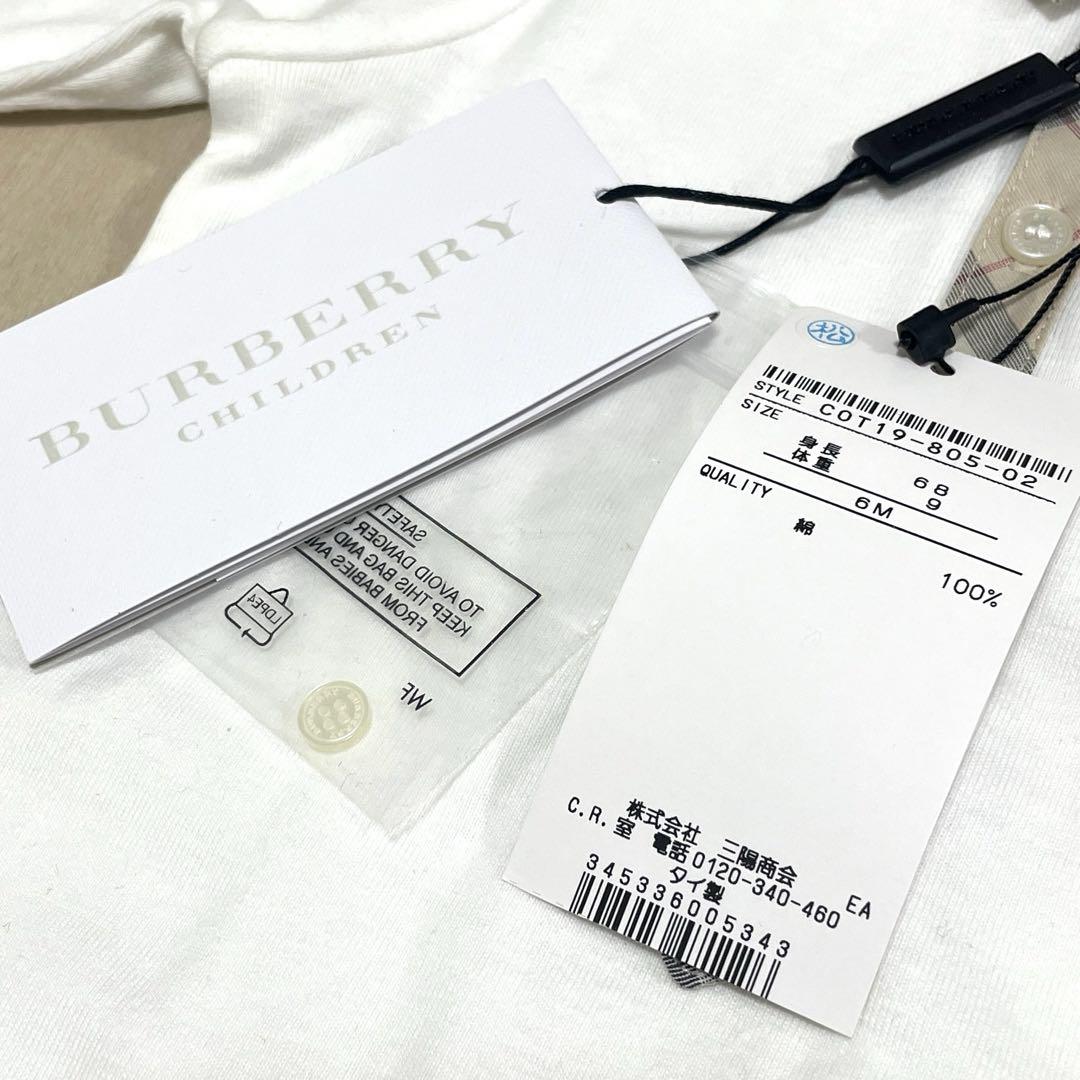 BURBERRY
CHILDREN
SAFETY
TO AVOID DANGER
KEEP THIS BAG AND
FROM BABIES AND
LDPE4
WF
松
STYLE COT19-805-02
SIZE
身長 68
体重 9
6M
QUALITY
綿 100%
株式会社 三陽商会
C.R.室 電話0120-340-460 EA
タイ製
345336005343